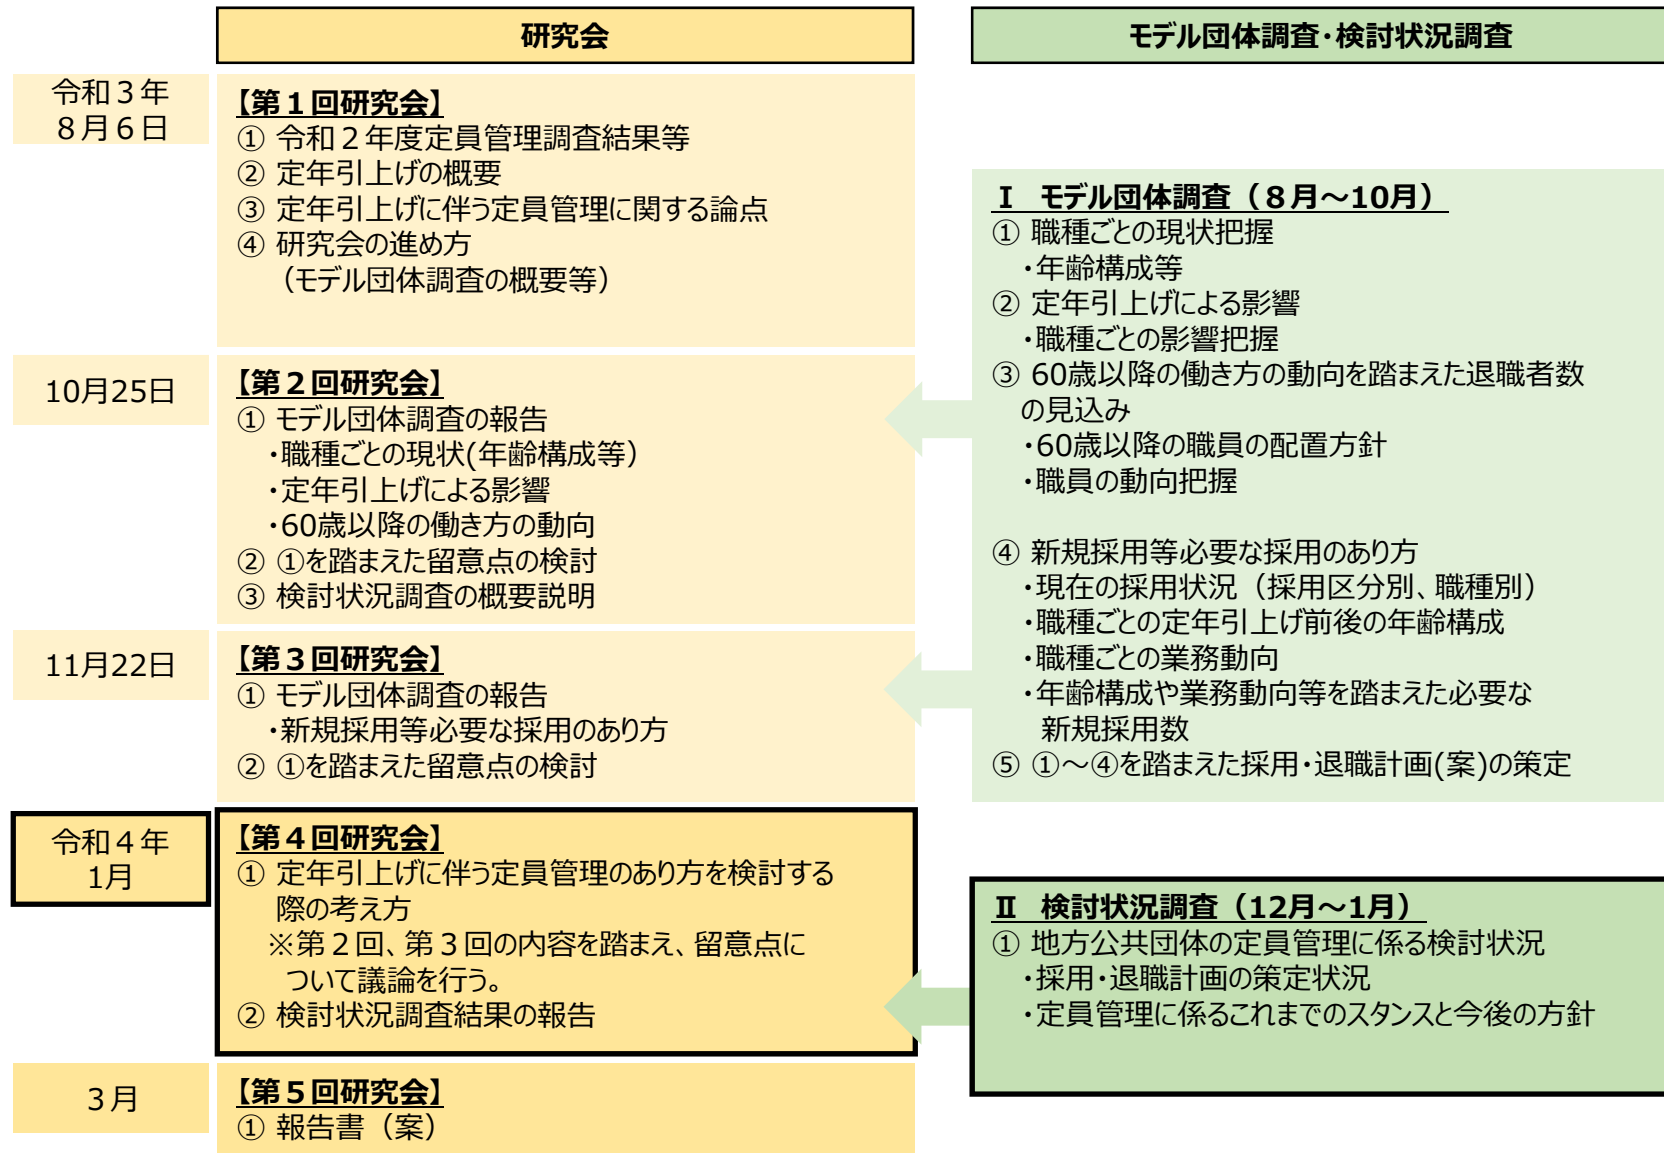 研究会
モデル団体調査・検討状況調査
令和３年
８月６日
【第１回研究会】
① 令和２年度定員管理調査結果等
② 定年引上げの概要
③ 定年引上げに伴う定員管理に関する論点
④ 研究会の進め方
（モデル団体調査の概要等）
10月25日
【第２回研究会】
① モデル団体調査の報告
・職種ごとの現状(年齢構成等）
・定年引上げによる影響
・60歳以降の働き方の動向
② ①を踏まえた留意点の検討
③ 検討状況調査の概要説明
11月22日
【第３回研究会】
① モデル団体調査の報告
・新規採用等必要な採用のあり方
② ①を踏まえた留意点の検討
令和４年
1月
【第４回研究会】
① 定年引上げに伴う定員管理のあり方を検討する
際の考え方
※第２回、第３回の内容を踏まえ、留意点に
ついて議論を行う。
② 検討状況調査結果の報告
３月
【第５回研究会】
① 報告書（案）
Ⅰ　モデル団体調査（８月～10月）
① 職種ごとの現状把握
・年齢構成等
② 定年引上げによる影響
・職種ごとの影響把握
③ 60歳以降の働き方の動向を踏まえた退職者数
の見込み
・60歳以降の職員の配置方針
・職員の動向把握
④ 新規採用等必要な採用のあり方
・現在の採用状況（採用区分別、職種別）
・職種ごとの定年引上げ前後の年齢構成
・職種ごとの業務動向
・年齢構成や業務動向等を踏まえた必要な
新規採用数
⑤ ①～④を踏まえた採用・退職計画(案)の策定
Ⅱ　検討状況調査（12月～1月）
① 地方公共団体の定員管理に係る検討状況
・採用・退職計画の策定状況
・定員管理に係るこれまでのスタンスと今後の方針